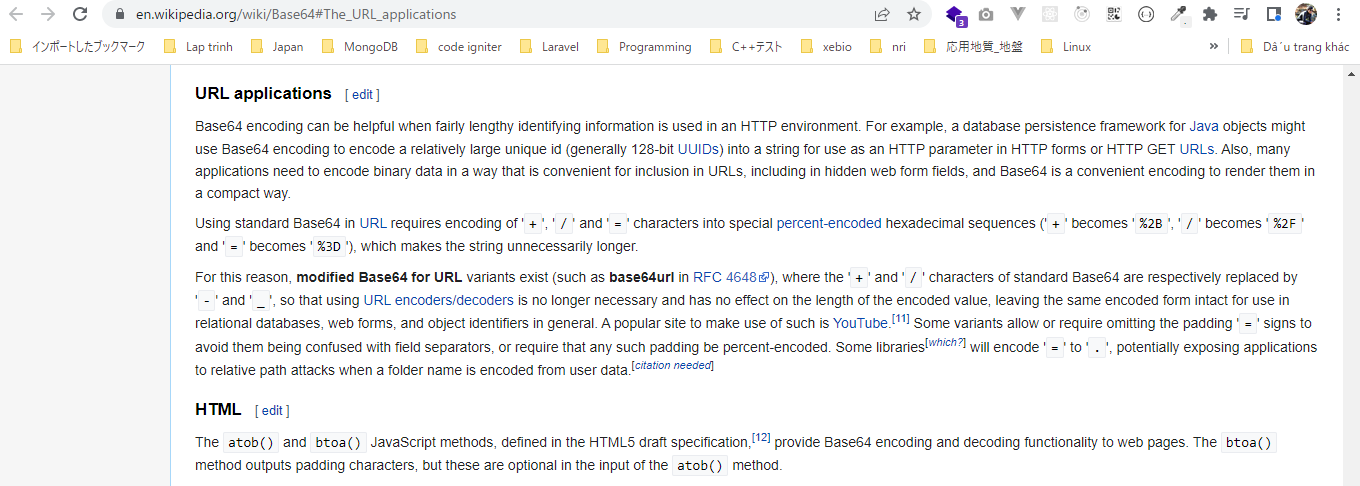 en.wikipedia.org/wiki/Base64#The_URL_applications
3
インポートしたブックマーク Lap trinh Japan MongoDB code igniter Laravel Programming C++テスト xebio nri 応用地質_地盤 Linux » Dấu trang khác
URL applications [ edit ]
Base64 encoding can be helpful when fairly lengthy identifying information is used in an HTTP environment. For example, a database persistence framework for Java objects might
use Base64 encoding to encode a relatively large unique id (generally 128-bit UUIDs) into a string for use as an HTTP parameter in HTTP forms or HTTP GET URLs. Also, many
applications need to encode binary data in a way that is convenient for inclusion in URLs, including in hidden web form fields, and Base64 is a convenient encoding to render them in
a compact way.
Using standard Base64 in URL requires encoding of '+', '/' and '=' characters into special percent-encoded hexadecimal sequences ('+' becomes '%2B', '/' becomes '%2F'
and '=' becomes '%3D'), which makes the string unnecessarily longer.
For this reason, modified Base64 for URL variants exist (such as base64url in RFC 4648), where the '+' and '/' characters of standard Base64 are respectively replaced by
'-' and '_', so that using URL encoders/decoders is no longer necessary and has no effect on the length of the encoded value, leaving the same encoded form intact for use in
relational databases, web forms, and object identifiers in general. A popular site to make use of such is YouTube.[11] Some variants allow or require omitting the padding '=' signs to
avoid them being confused with field separators, or require that any such padding be percent-encoded. Some libraries[which?] will encode '=' to '.', potentially exposing applications
to relative path attacks when a folder name is encoded from user data.[citation needed]
HTML [ edit ]
The atob() and btoa() JavaScript methods, defined in the HTML5 draft specification,[12] provide Base64 encoding and decoding functionality to web pages. The btoa()
method outputs padding characters, but these are optional in the input of the atob() method.